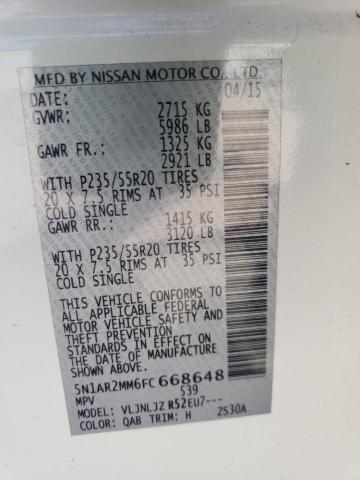 MFD BY NISSAN MOTOR CO., LTD.
DATE: 04/15
GVWR: 2715 KG
5986 LB
GAWR FR.: 1325 KG
2921 LB
WITH P235/55R20 TIRES
20 X 7.5 RIMS AT 35 PSI
COLD SINGLE
GAWR RR.: 1415 KG
3120 LB
WITH P235/55R20 TIRES
20 X 7.5 RIMS AT 35 PSI
COLD SINGLE
THIS VEHICLE CONFORMS TO
ALL APPLICABLE FEDERAL
MOTOR VEHICLE SAFETY AND
THEFT PREVENTION
STANDARDS IN EFFECT ON
THE DATE OF MANUFACTURE
SHOWN ABOVE.
5N1AR2MM6FC668648
MPV 539
MODEL: VLJNLJZ R52EU7---
COLOR: QAB TRIM: H ZS30A